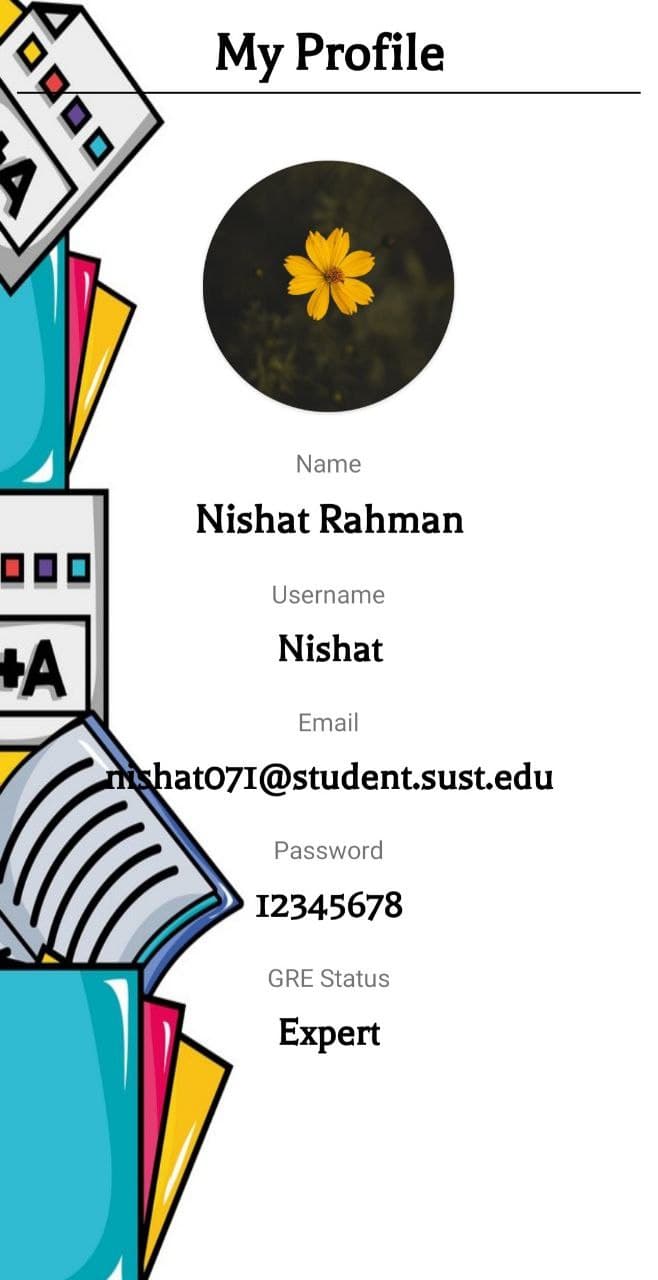 My Profile
+A
Name
Nishat Rahman
Username
Nishat
+A
Email
nishat071@student.sust.edu
Password
12345678
GRE Status
Expert